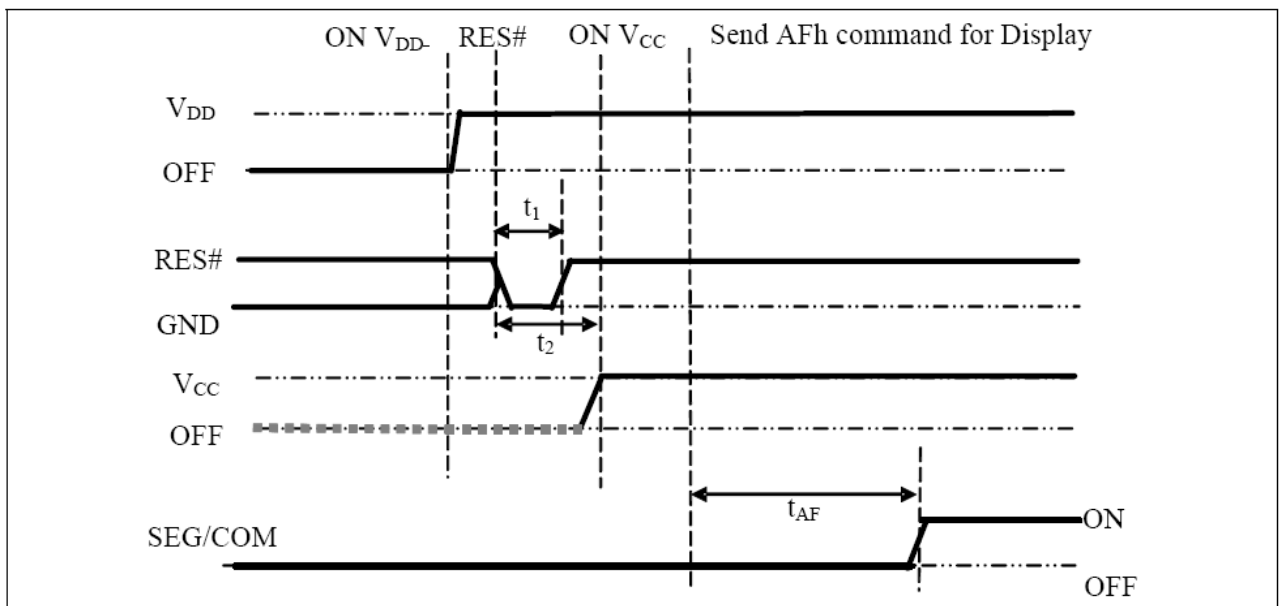 ON VDD- RES# ON VCC Send AFh command for Display
VDD
OFF
t1
RES#
GND
t2
VCC
OFF
tAF
ON
SEG/COM
OFF